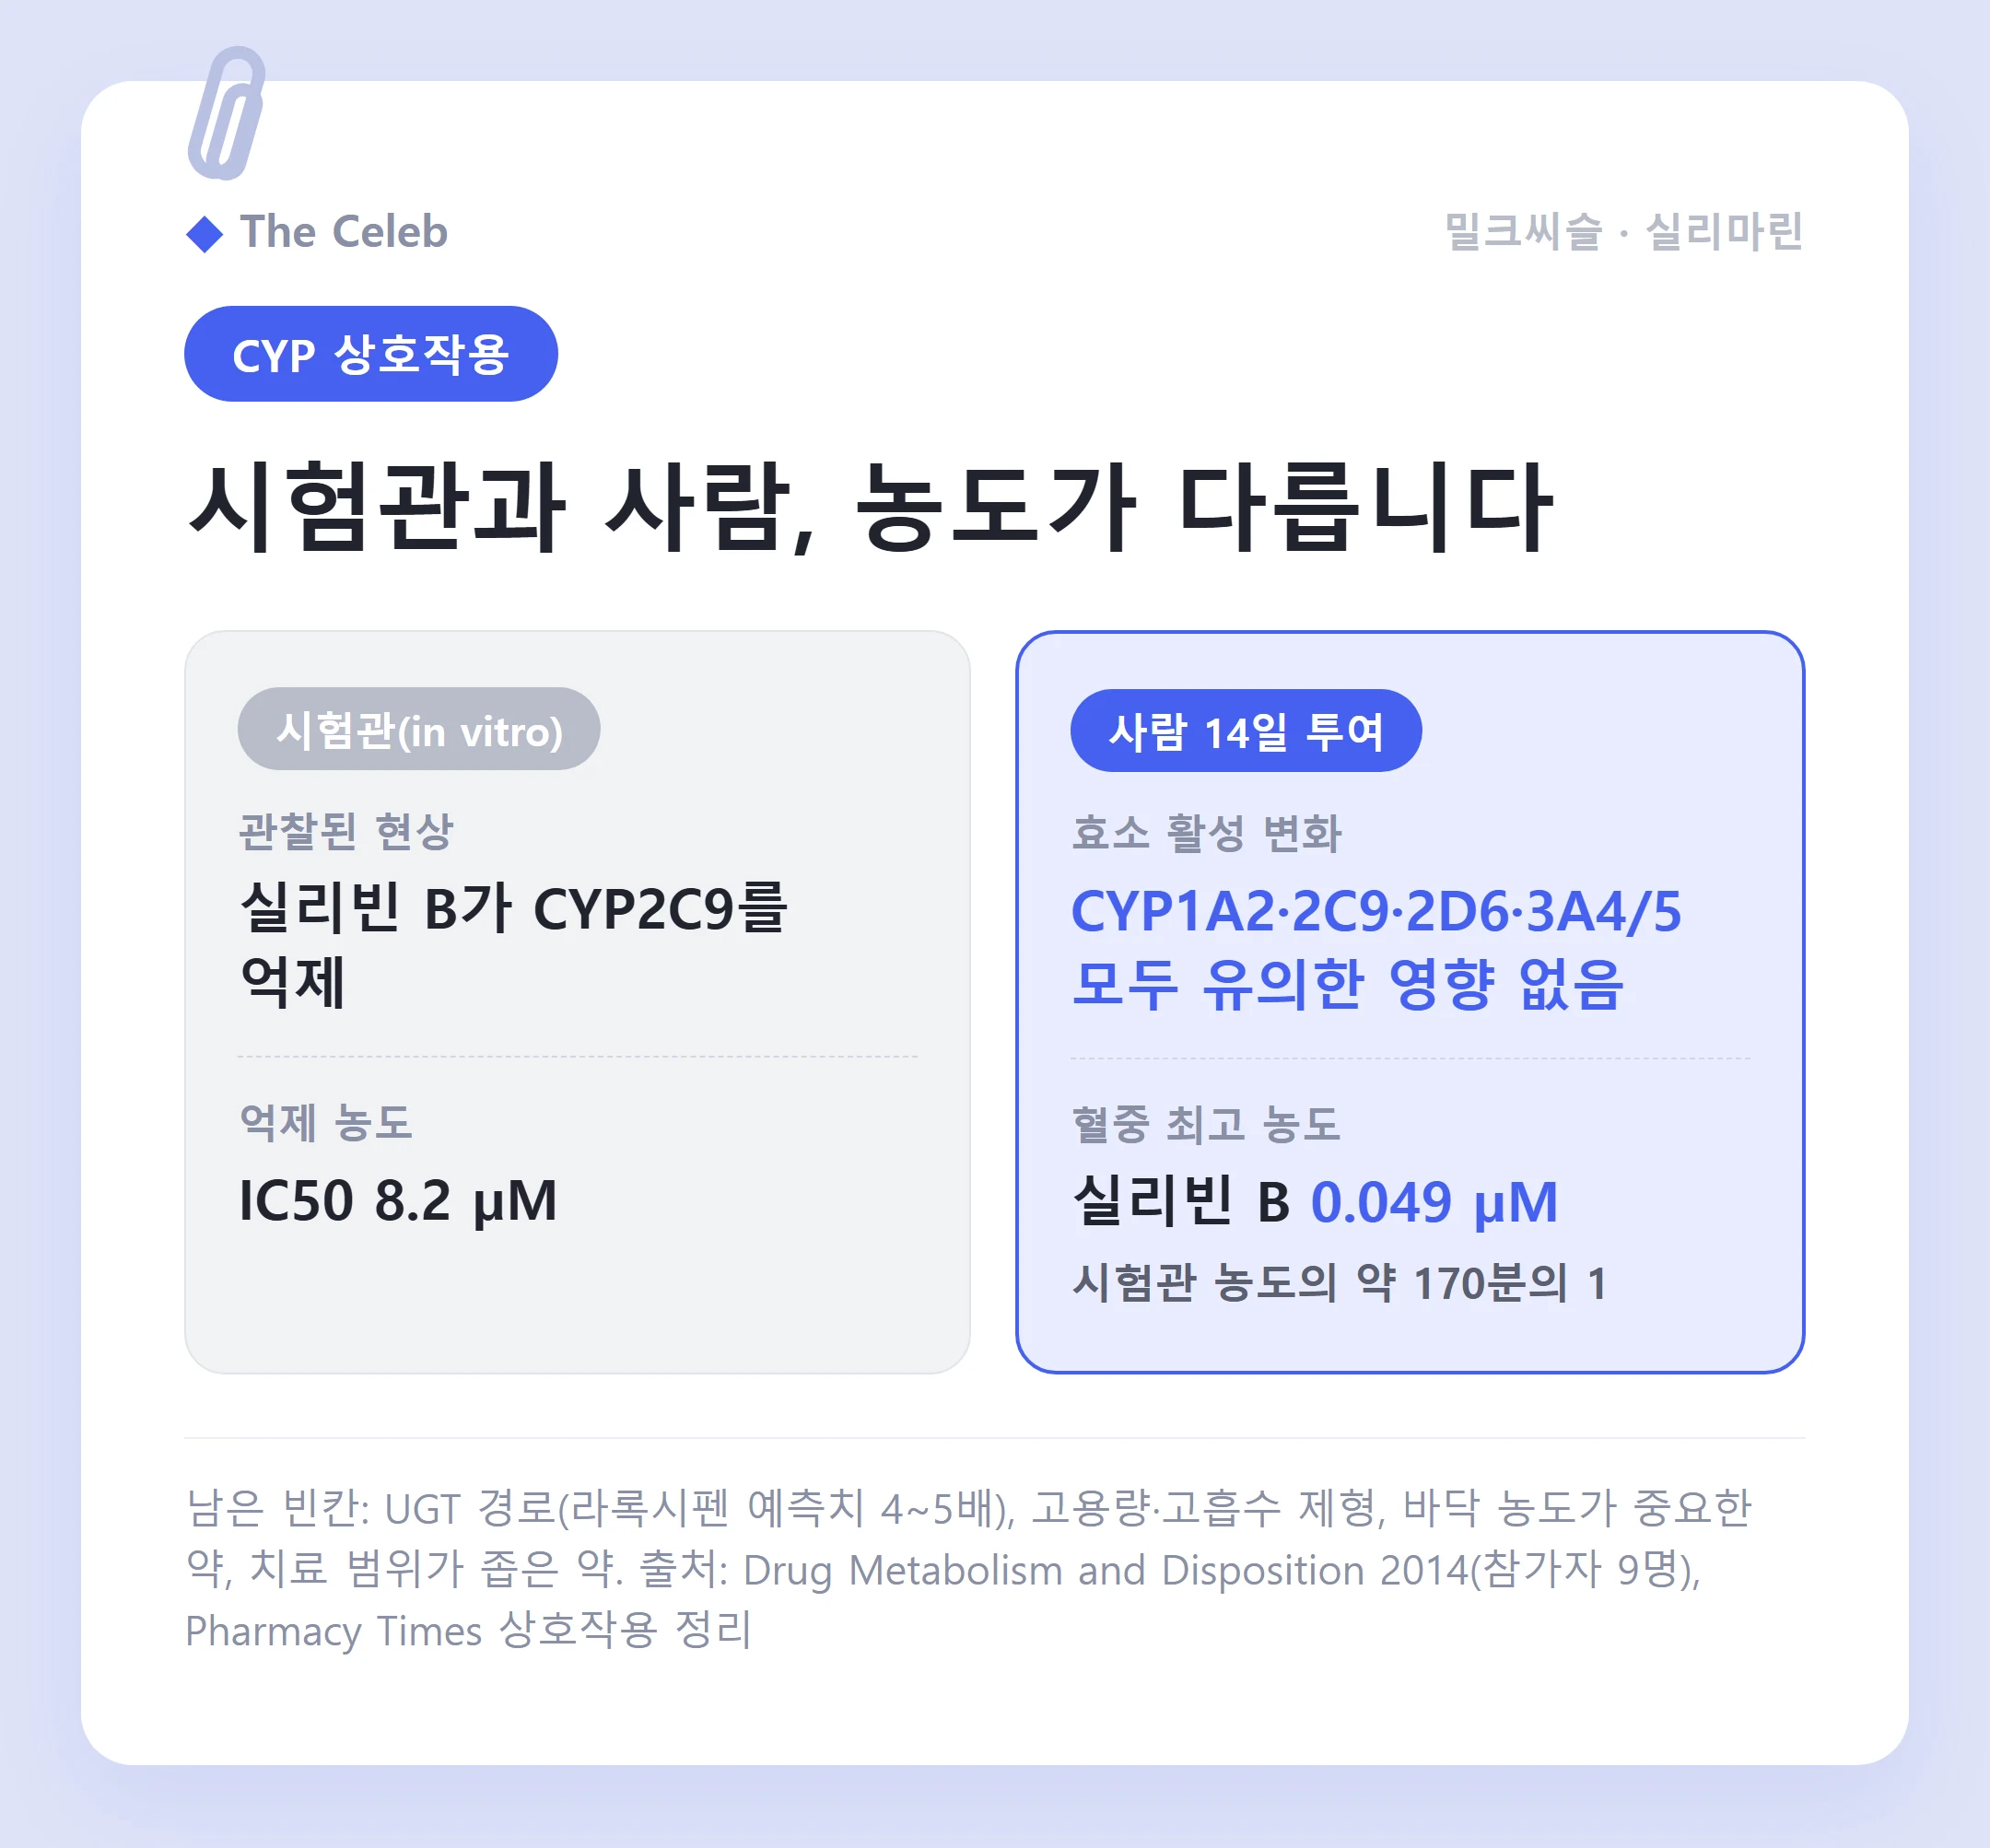 The Celeb
밀크씨슬 · 실리마린
CYP 상호작용
시험관과 사람, 농도가 다릅니다
시험관(in vitro)
관찰된 현상
실리빈 B가 CYP2C9를
억제
억제 농도
IC50 8.2 µM
사람 14일 투여
효소 활성 변화
CYP1A2·2C9·2D6·3A4/5
모두 유의한 영향 없음
혈중 최고 농도
실리빈 B 0.049 µM
시험관 농도의 약 170분의 1
남은 빈칸: UGT 경로(라록시펜 예측치 4~5배), 고용량·고흡수 제형, 바닥 농도가 중요한
약, 치료 범위가 좁은 약. 출처: Drug Metabolism and Disposition 2014(참가자 9명),
Pharmacy Times 상호작용 정리